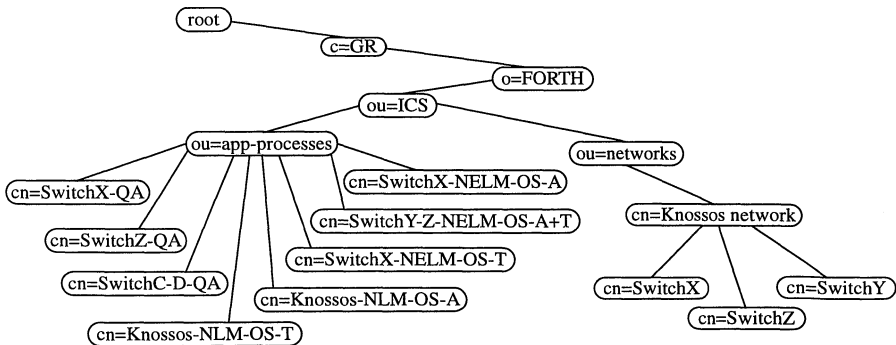 root
c=GR
o=FORTH
ou=ICS
ou=app-processes
ou=networks
cn=SwitchX-QA
cn=SwitchX-NELM-OS-A
cn=SwitchY-Z-NELM-OS-A+T
cn=Knossos network
cn=SwitchZ-QA
cn=SwitchX-NELM-OS-T
cn=SwitchC-D-QA
cn=Knossos-NLM-OS-A
cn=SwitchX
cn=SwitchY
cn=SwitchZ
cn=Knossos-NLM-OS-T